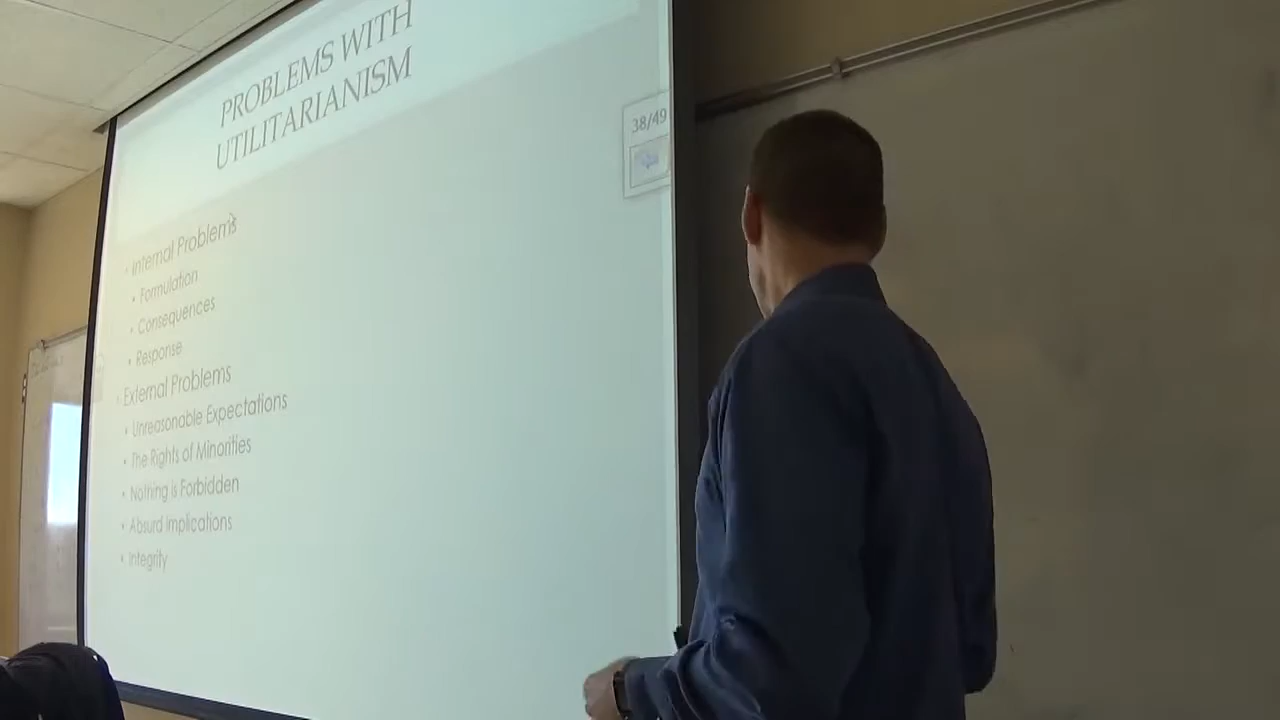 PROBLEMS WITH
UTILITARIANISM
38/49
• Internal Problems
• Formulation
• Consequences
• Response
• External Problems
• Unreasonable Expectations
• The Rights of Minorities
• Nothing is Forbidden
• Absurd Implications
• Integrity